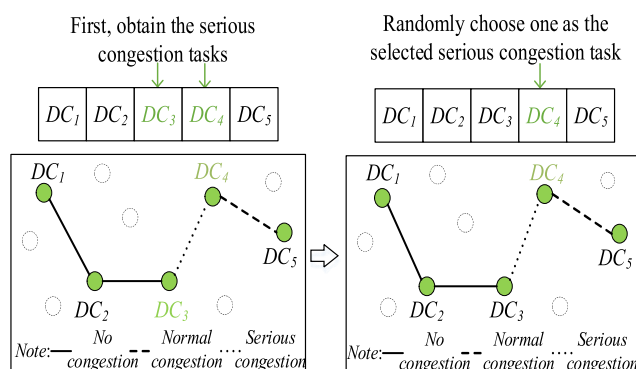 First, obtain the serious
congestion tasks
DC1 DC2 DC3 DC4 DC5
DC1
DC4
DC5
DC2
DC3
Note: No congestion Normal congestion Serious congestion
Randomly choose one as the
selected serious congestion task
DC1 DC2 DC3 DC4 DC5
DC1
DC4
DC5
DC2
DC3
Note: No congestion Normal congestion Serious congestion